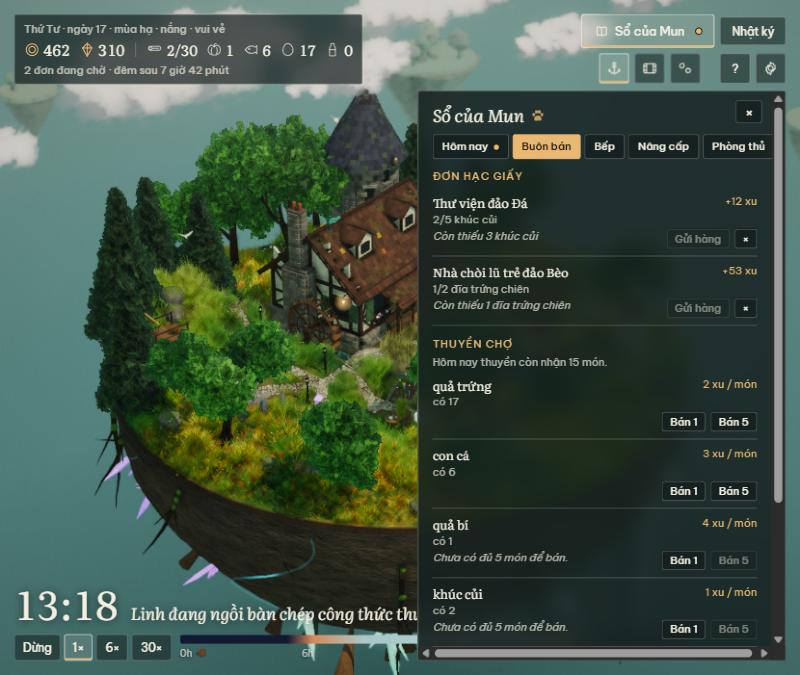 Thứ Tư · ngày 17 · mùa hạ · nắng · vui vẻ
462 310 2/30 1 6 17 0
2 đơn đang chờ · đêm sau 7 giờ 42 phút
Sổ của Mun
Nhật ký
?
Sổ của Mun
×
Hôm nay
Buôn bán
Bếp
Nâng cấp
Phòng thủ
ĐƠN HẠC GIẤY
Thư viện đảo Đá
+12 xu
2/5 khúc củi
Còn thiếu 3 khúc củi
Gửi hàng
×
Nhà chòi lũ trẻ đảo Bèo
+53 xu
1/2 đĩa trứng chiên
Còn thiếu 1 đĩa trứng chiên
Gửi hàng
×
THUYỀN CHỢ
Hôm nay thuyền còn nhận 15 món.
quả trứng
2 xu / món
có 17
Bán 1
Bán 5
con cá
3 xu / món
có 6
Bán 1
Bán 5
quả bí
4 xu / món
có 1
Chưa có đủ 5 món để bán.
Bán 1
Bán 5
khúc củi
1 xu / món
có 2
Chưa có đủ 5 món để bán.
Bán 1
Bán 5
13:18
Linh đang ngồi bàn chép công thức
Dừng
1×
6×
30×
0h